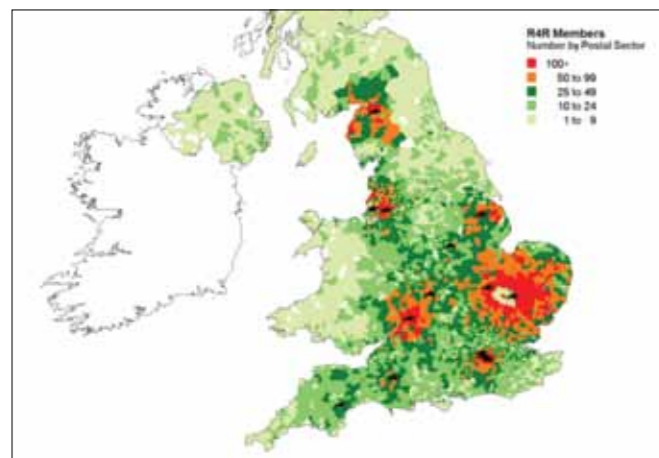 R4R Members
Number by Postal Sector
100+
50 to 99
25 to 49
10 to 24
1 to 9